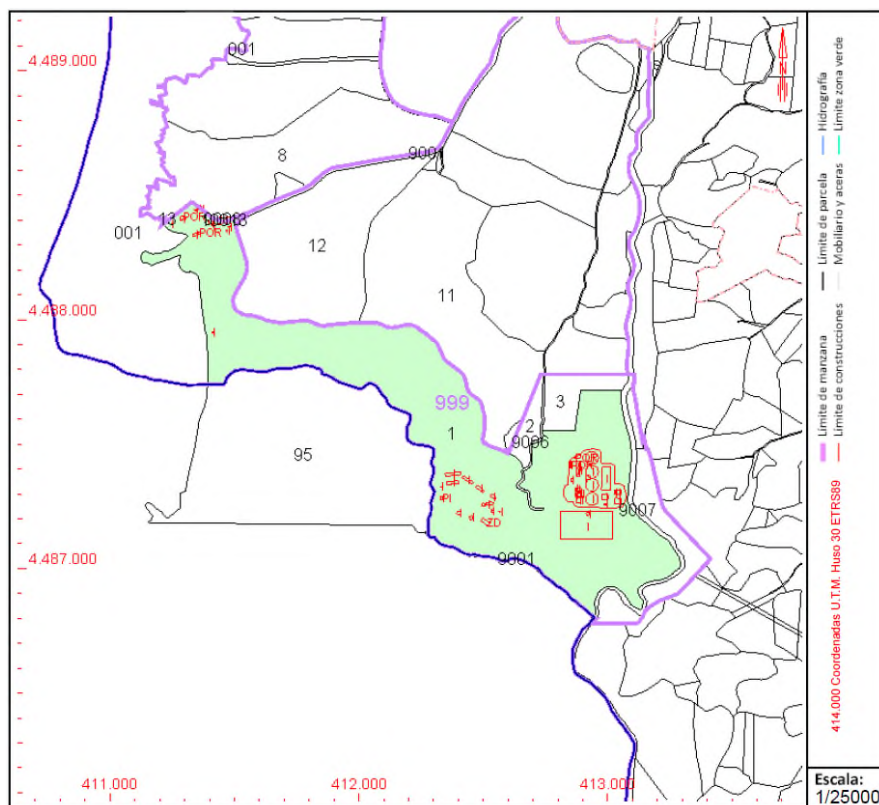 001
4.489.000
8
9001
13
001
POR
POR
12
11
4.488.000
999
3
2
1
9006
95
POR
PI
ZD
I
I
9007
9001
4.487.000
411.000
412.000
413.000
Límite de manzana
Límite de construcciones
Límite de parcela
Mobiliario y aceras
Hidrografía
Límite zona verde
414.000 Coordenadas U.T.M. Huso 30 ETRS89
Escala:
1/25000